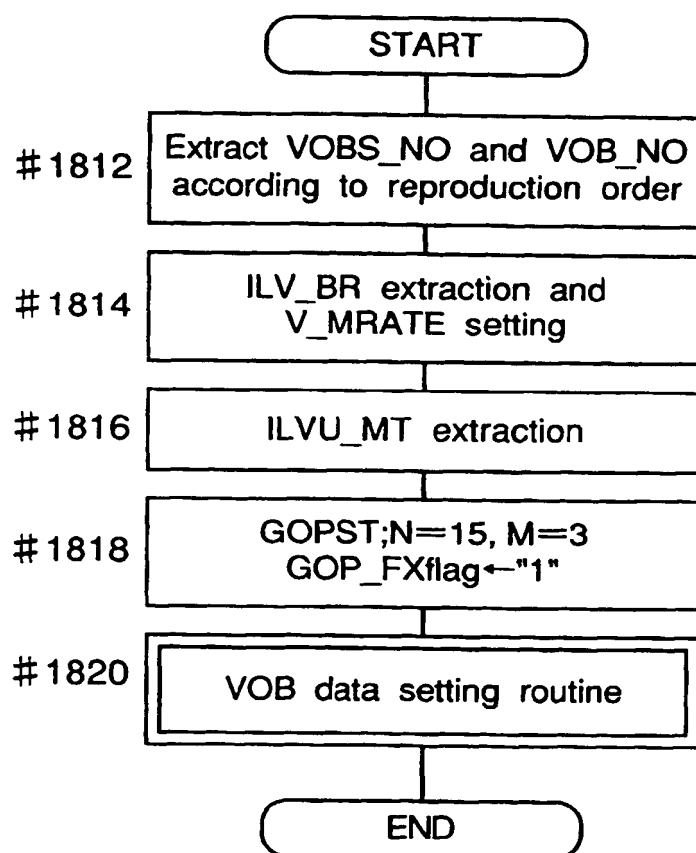 START
#1812
Extract VOBS_NO and VOB_NO
according to reproduction order
#1814
ILV_BR extraction and
V_MRATE setting
#1816
ILVU_MT extraction
#1818
GOPST;N=15, M=3
GOP_FXflag←"1"
#1820
VOB data setting routine
END